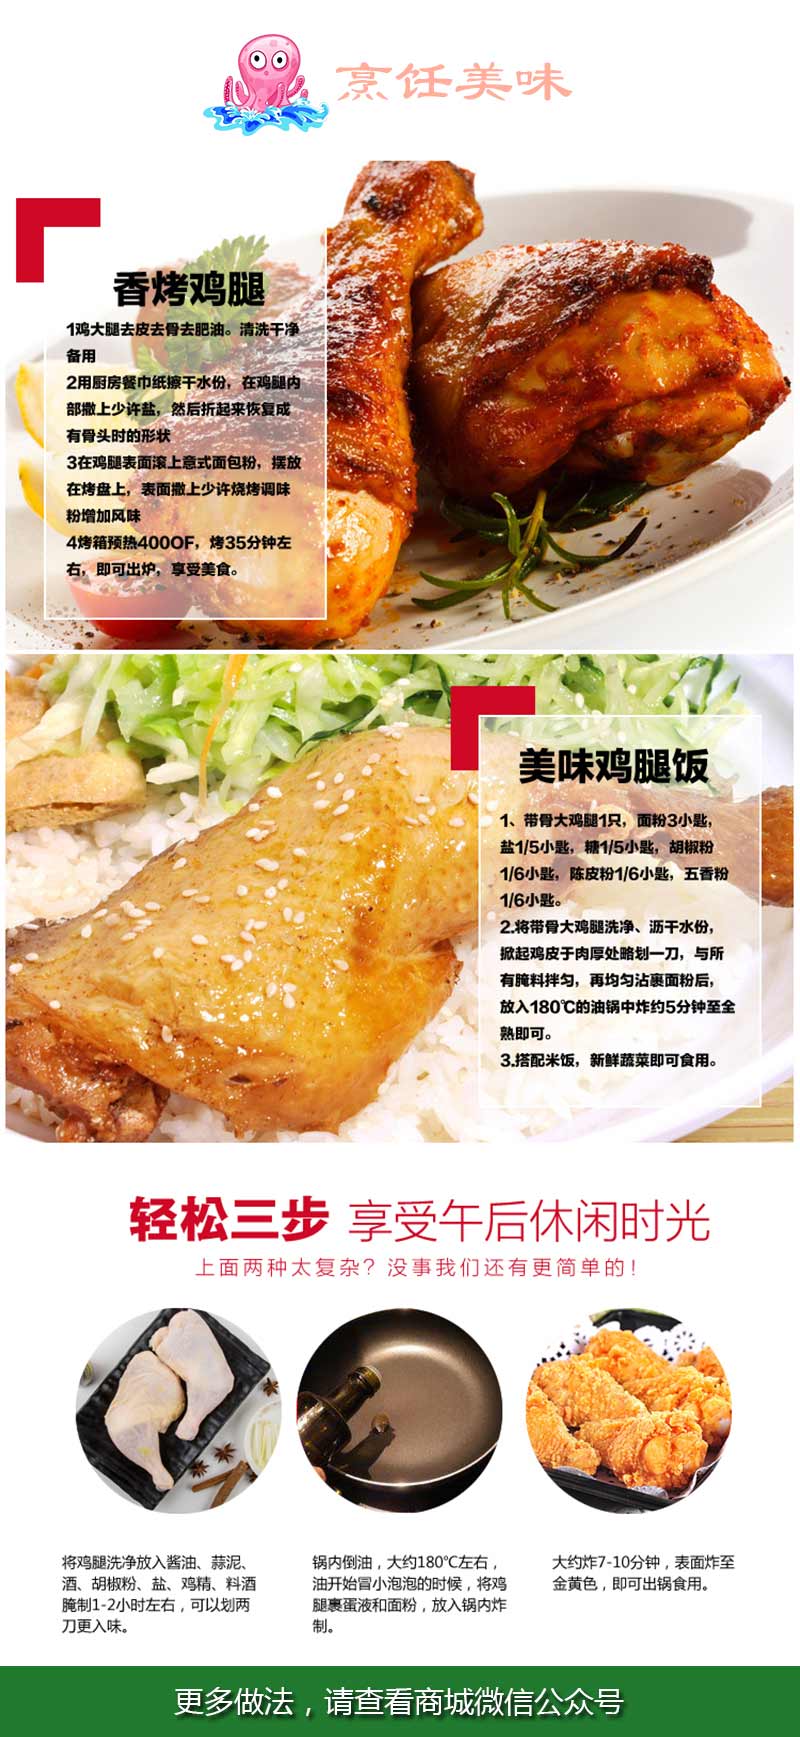 烹饪美味
香烤鸡腿
1鸡大腿去皮去骨去肥油。清洗干净
备用
2用厨房餐巾纸擦干水份，在鸡腿内
部撒上少许盐，然后折起来恢复成
有骨头时的形状
3在鸡腿表面滚上意式面包粉，摆放
在烤盘上，表面撒上少许烧烤调味
粉增加风味
4烤箱预热400OF，烤35分钟左
右，即可出炉，享受美食。
美味鸡腿饭
1、带骨大鸡腿1只，面粉3小匙，
盐1/5小匙，糖1/5小匙，胡椒粉
1/6小匙，陈皮粉1/6小匙，五香粉
1/6小匙。
2.将带骨大鸡腿洗净、沥干水份，
掀起鸡皮于肉厚处略划一刀，与所
有腌料拌匀，再均匀沾裹面粉后，
放入180℃的油锅中炸约5分钟至全
熟即可。
3.搭配米饭，新鲜蔬菜即可食用。
轻松三步 享受午后休闲时光
上面两种太复杂？没事我们还有更简单的！
将鸡腿洗净放入酱油、蒜泥、
酒、胡椒粉、盐、鸡精、料酒
腌制1-2小时左右，可以划两
刀更入味。
锅内倒油，大约180℃左右，
油开始冒小泡泡的时候，将鸡
腿裹蛋液和面粉，放入锅内炸
制。
大约炸7-10分钟，表面炸至
金黄色，即可出锅食用。
更多做法，请查看商城微信公众号